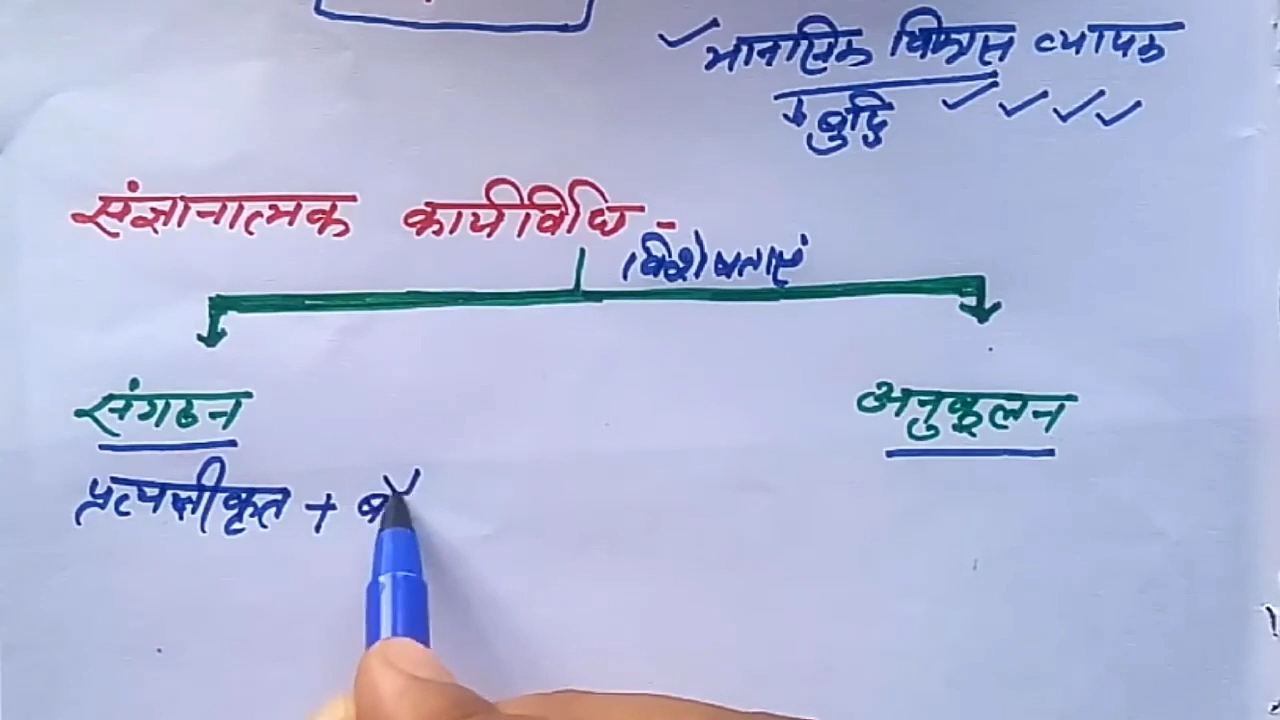 ✓ मानसिक विकास व्यापक
↳ बुद्धि ✓ ✓ ✓ ✓
संज्ञानात्मक कार्यविधि -
विशेषताएं
संगठन
अनुकूलन
प्रत्यक्षीकृत +